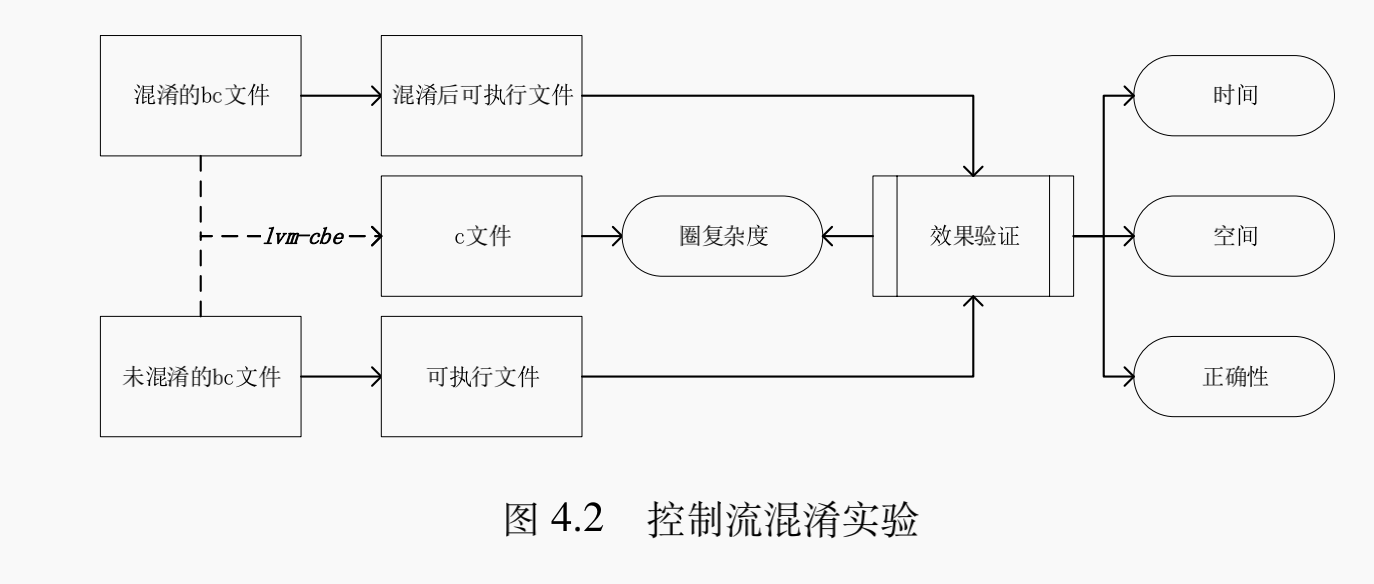 混淆的bc文件
混淆后可执行文件
时间
lvm-cbe
c文件
圈复杂度
效果验证
空间
未混淆的bc文件
可执行文件
正确性
图 4.2 控制流混淆实验